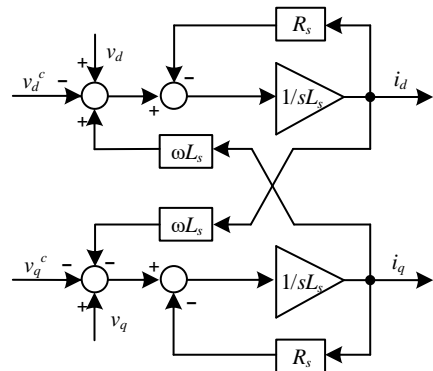 R_s
+
v_d
-
v_d^c
-
+
+
1/sL_s
i_d
ωL_s
ωL_s
-
-
v_q^c
+
+
v_q
-
1/sL_s
i_q
R_s